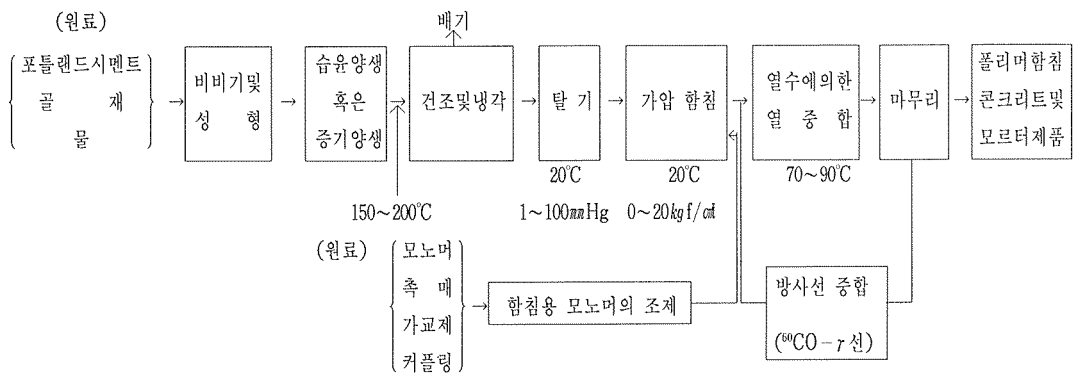 (원료)
포틀랜드시멘트
골 재
물
비비기및
성 형
습윤양생
혹은
증기양생
150~200℃
배기
건조및냉각
탈 기
20℃
1~100㎜Hg
가압 함침
20℃
0~20kgf/㎠
열수에의한
열 중합
70~90℃
마무리
폴리머함침
콘크리트및
모르터제품
(원료)
모노머
촉 매
가교제
커플링
함침용 모노머의 조제
방사선 중합
(⁶⁰CO-γ선)